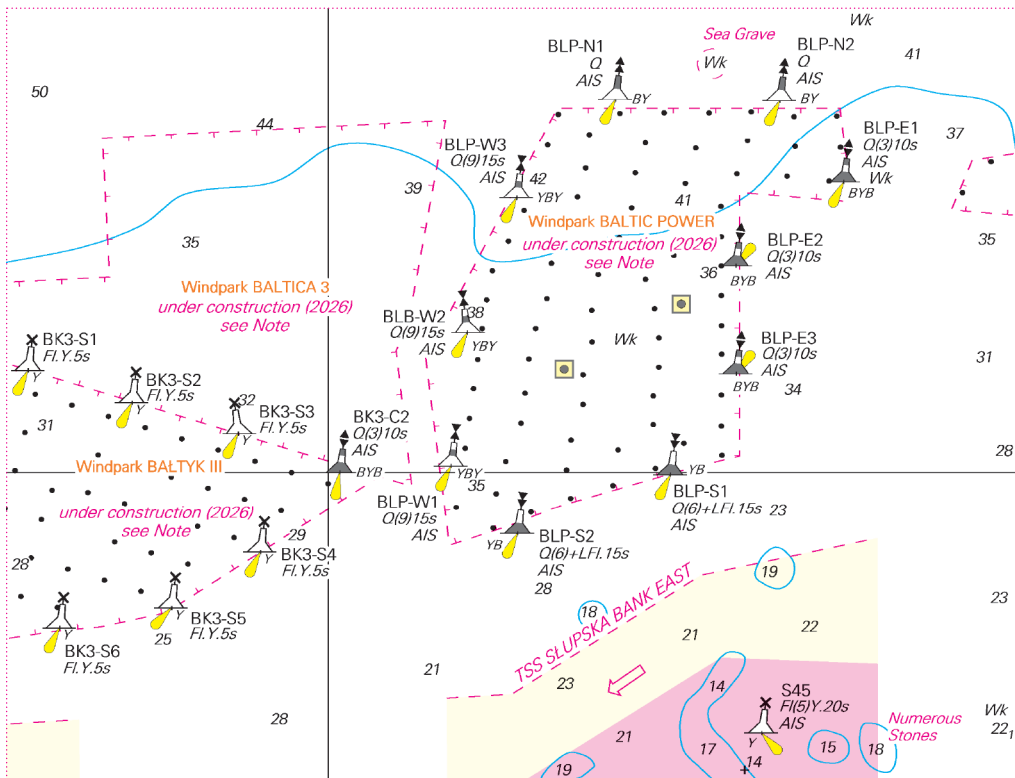 50
44
Sea Grave
Wk
Wk
41
BLP-N1
Q
AIS
BY
BLP-N2
Q
AIS
BY
37
BLP-E1
Q(3)10s
AIS
Wk
BYB
BLP-W3
Q(9)15s
AIS
42
YBY
39
41
35
35
Windpark BALTIC POWER
under construction (2026)
see Note
BLP-E2
Q(3)10s
AIS
36
BYB
Windpark BALTICA 3
under construction (2026)
see Note
BLB-W2
Q(9)15s
AIS
38
YBY
Wk
BLP-E3
Q(3)10s
AIS
BYB
34
31
BK3-S1
Fl.Y.5s
Y
BK3-S2
Fl.Y.5s
Y
32
BK3-S3
Fl.Y.5s
Y
31
BK3-C2
Q(3)10s
AIS
BYB
28
Windpark BAŁTYK III
under construction (2026)
see Note
YBY
35
BLP-W1
Q(9)15s
AIS
YB
BLP-S1
Q(6)+LFl.15s
AIS
23
YB
BLP-S2
Q(6)+LFl.15s
AIS
28
29
Y
BK3-S4
Fl.Y.5s
28
Y
BK3-S5
Fl.Y.5s
25
Y
BK3-S6
Fl.Y.5s
19
18
TSS SŁUPSKA BANK EAST
23
22
21
21
23
28
14
S45
Fl(5)Y.20s
AIS
Y
21
17
14
15
18
19
Numerous
Stones
Wk
22₁